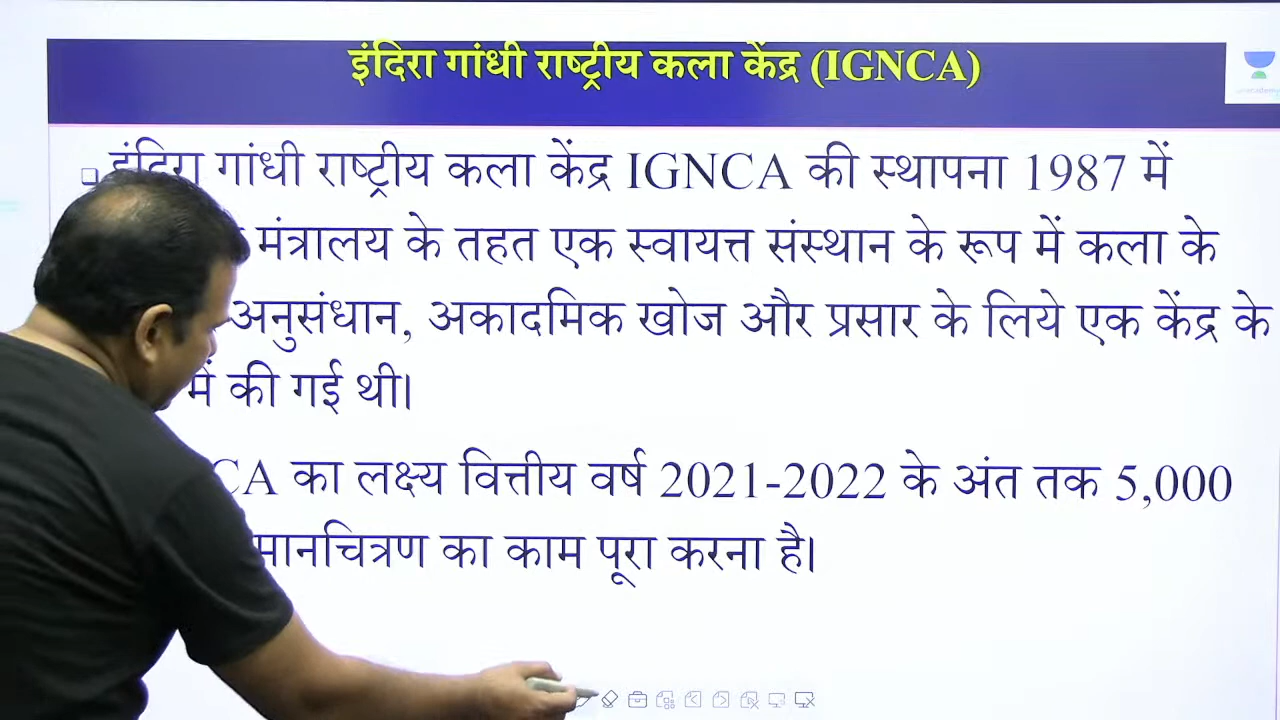 इंदिरा गांधी राष्ट्रीय कला केंद्र (IGNCA)
unacademy
इंदिरा गांधी राष्ट्रीय कला केंद्र IGNCA की स्थापना 1987 में
मंत्रालय के तहत एक स्वायत्त संस्थान के रूप में कला के
अनुसंधान, अकादमिक खोज और प्रसार के लिये एक केंद्र के
में की गई थी।
CA का लक्ष्य वित्तीय वर्ष 2021-2022 के अंत तक 5,000
मानचित्रण का काम पूरा करना है।